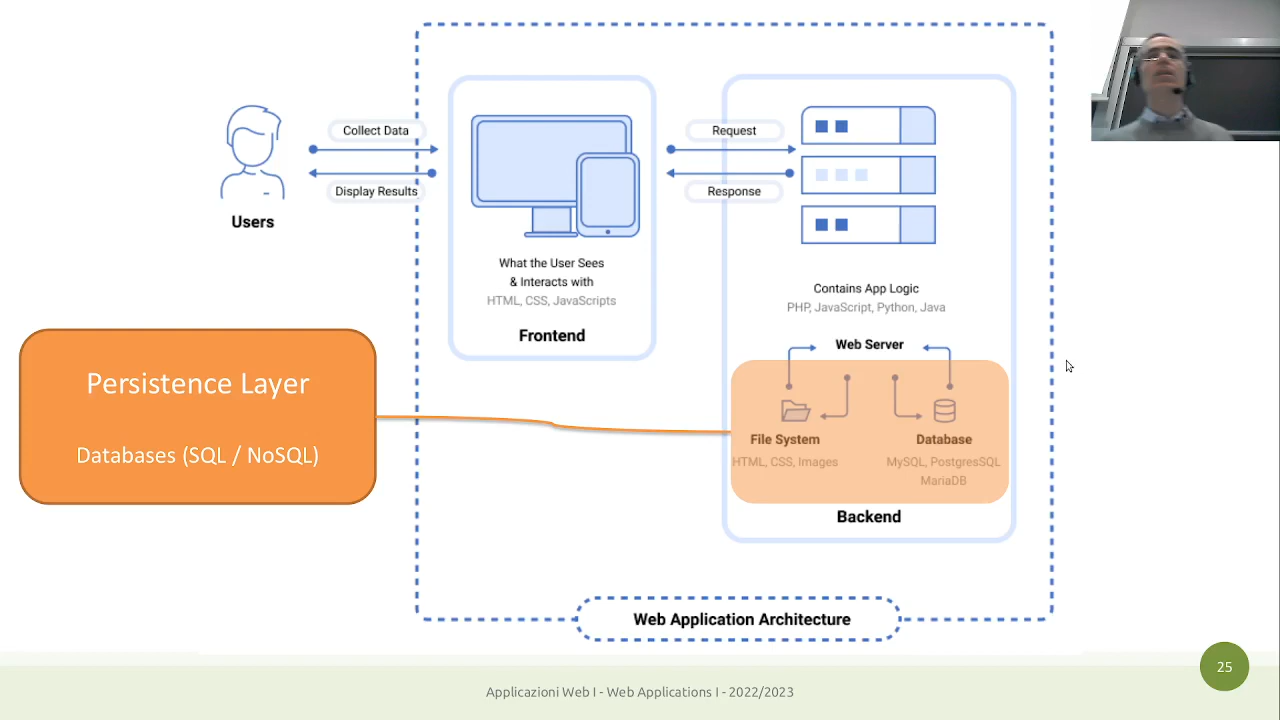 Collect Data
Display Results
Users
What the User Sees
& Interacts with
HTML, CSS, JavaScripts
Frontend
Request
Response
Contains App Logic
PHP, JavaScript, Python, Java
Web Server
File System
HTML, CSS, Images
Database
MySQL, PostgresSQL
MariaDB
Backend
Persistence Layer
Databases (SQL / NoSQL)
Web Application Architecture
25
Applicazioni Web I - Web Applications I - 2022/2023